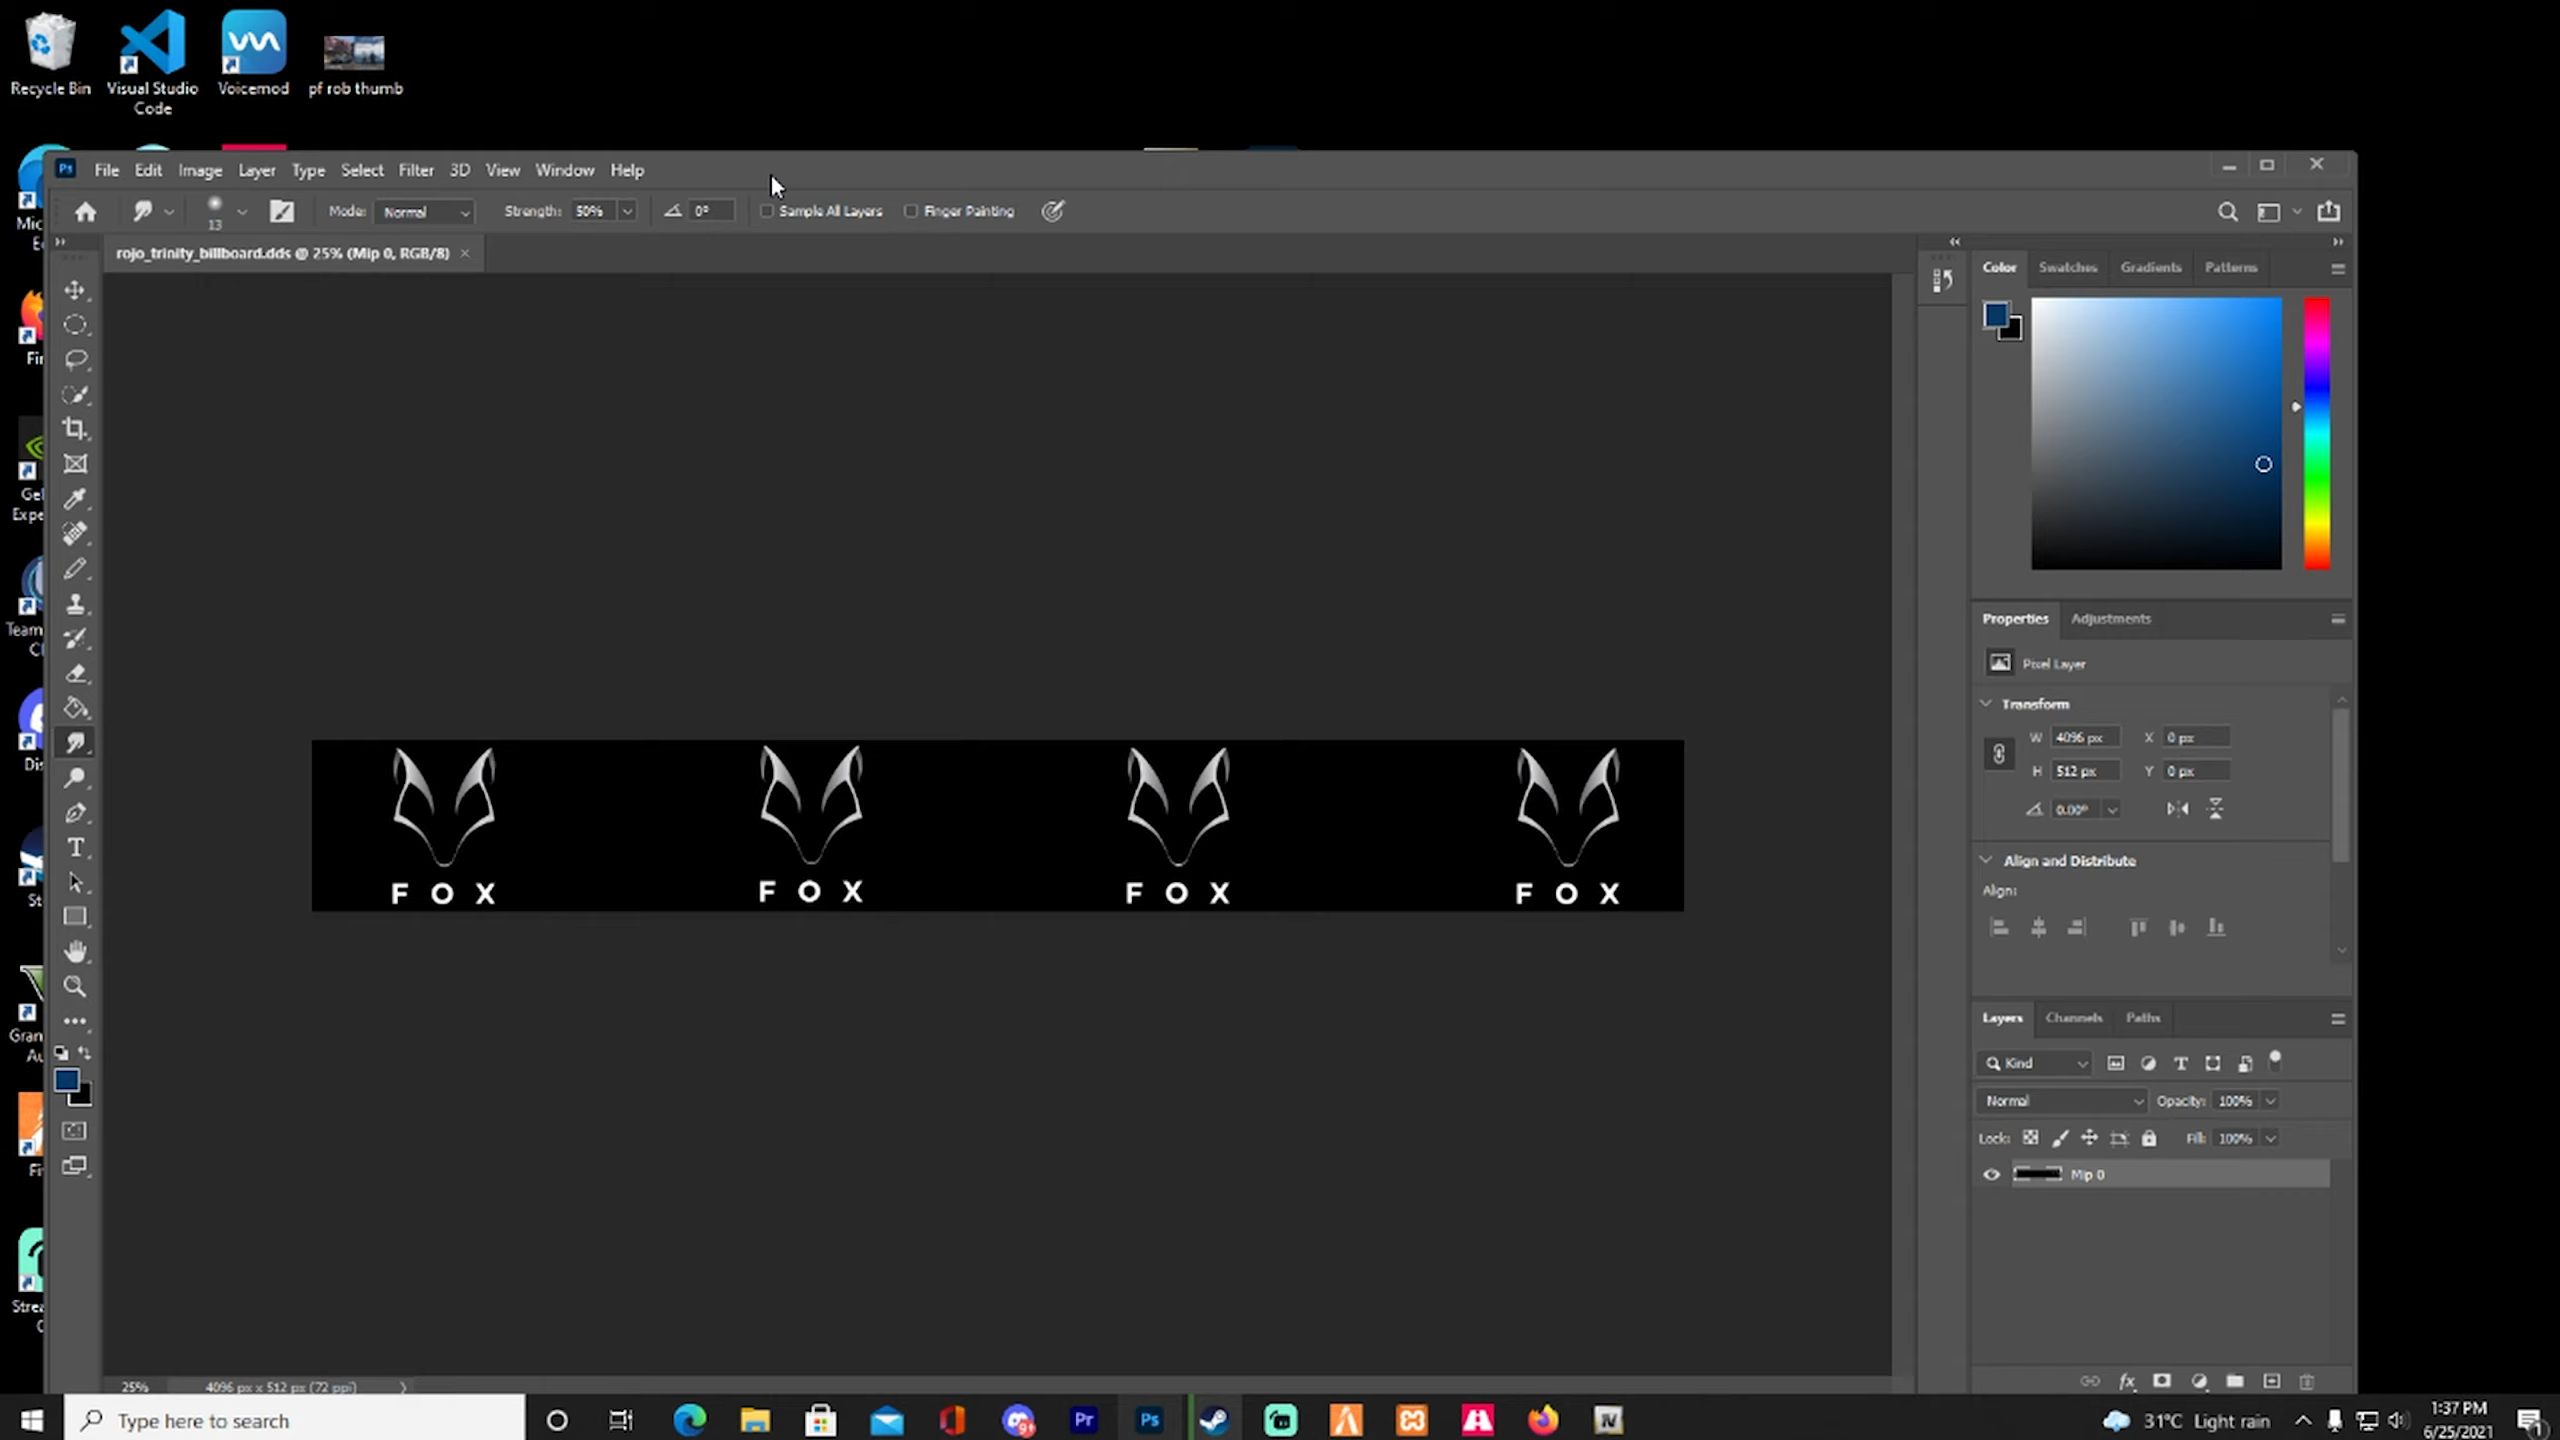 Recycle Bin
Visual Studio Code
Voicemod
pf rob thumb
File Edit Image Layer Type Select Filter 3D View Window Help
13
Mode: Normal
Strength: 50%
0°
Sample All Layers
Finger Painting
rojo_trinity_billboard.dds @ 25% (Mip 0, RGB/8)
Color Swatches Gradients Patterns
Properties Adjustments
Pixel Layer
Transform
W 4096 px X 0 px
H 512 px Y 0 px
0.00°
Align and Distribute
Align:
Layers Channels Paths
Kind
Normal Opacity: 100%
Lock: Fill: 100%
Mip 0
F O X
F O X
F O X
F O X
25% 4096 px x 512 px (72 ppi)
Type here to search
31°C Light rain
1:37 PM
6/25/2021